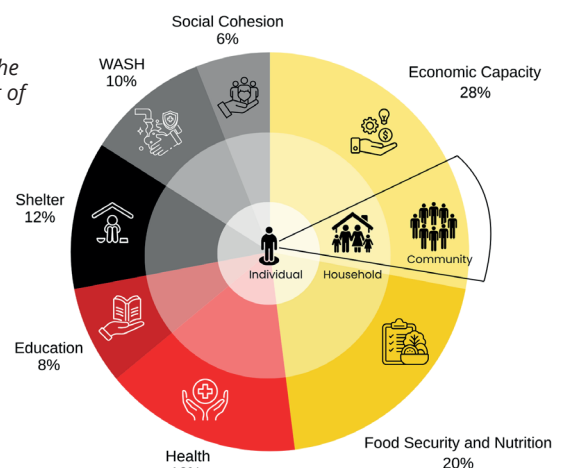 he
of
Social Cohesion
6%
WASH
10%
Economic Capacity
28%
Shelter
12%
Individual
Household
Community
Education
8%
Health
Food Security and Nutrition
20%